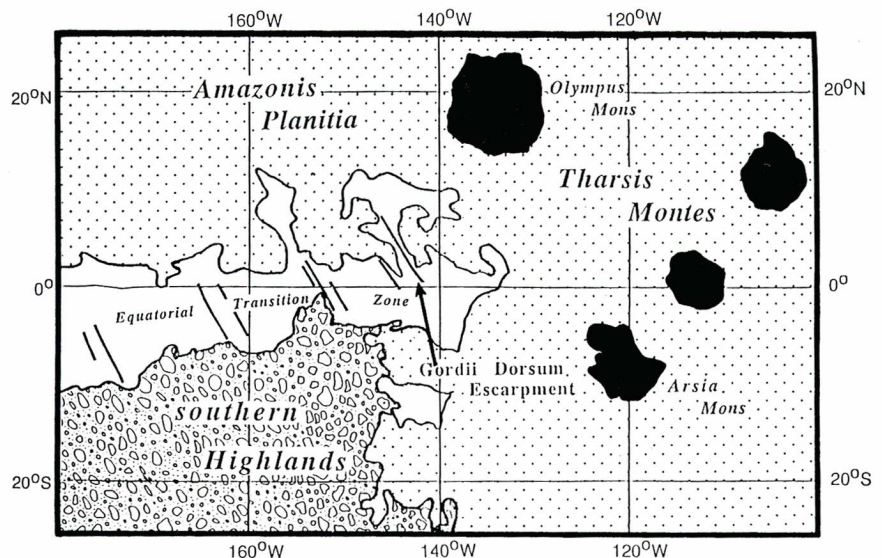 160°W 140°W 120°W
20°N Amazonis Planitia Olympus Mons 20°N
Tharsis Montes
0° Equatorial Transition Zone 0°
Gordii Dorsum Escarpment
Arsia Mons
southern Highlands
20°S 20°S
160°W 140°W 120°W